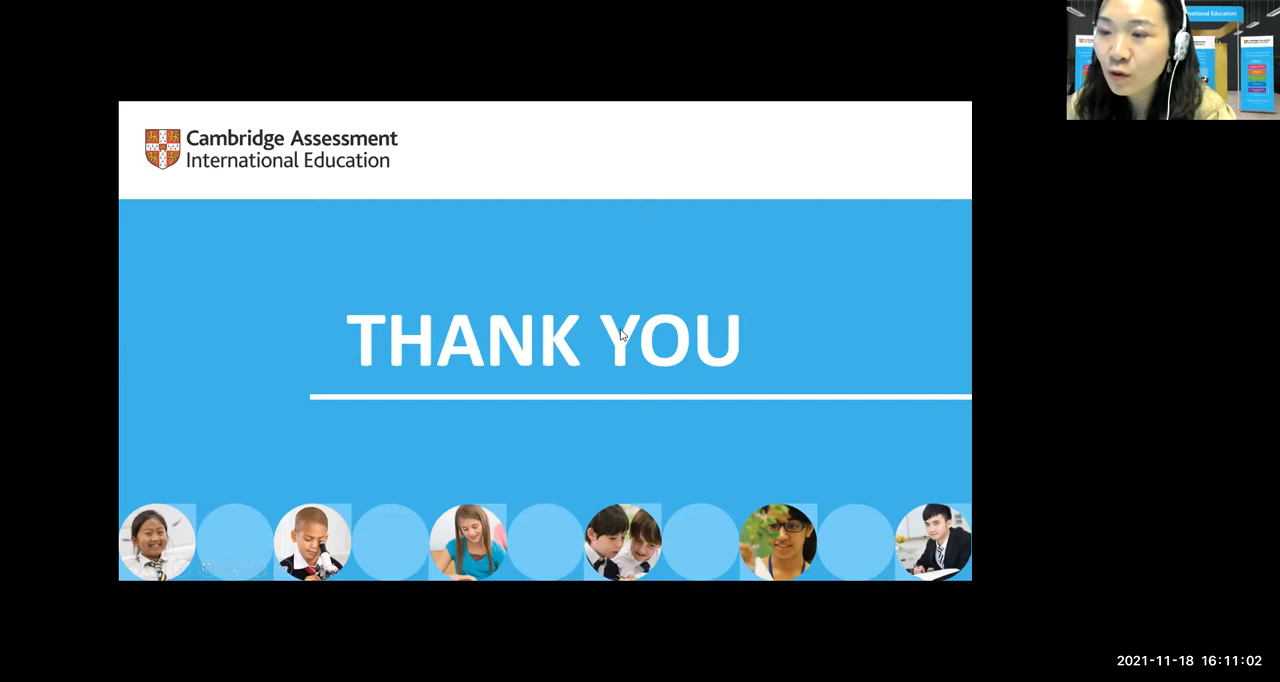 Cambridge Assessment
International Education
THANK YOU
2021-11-18 16:11:02